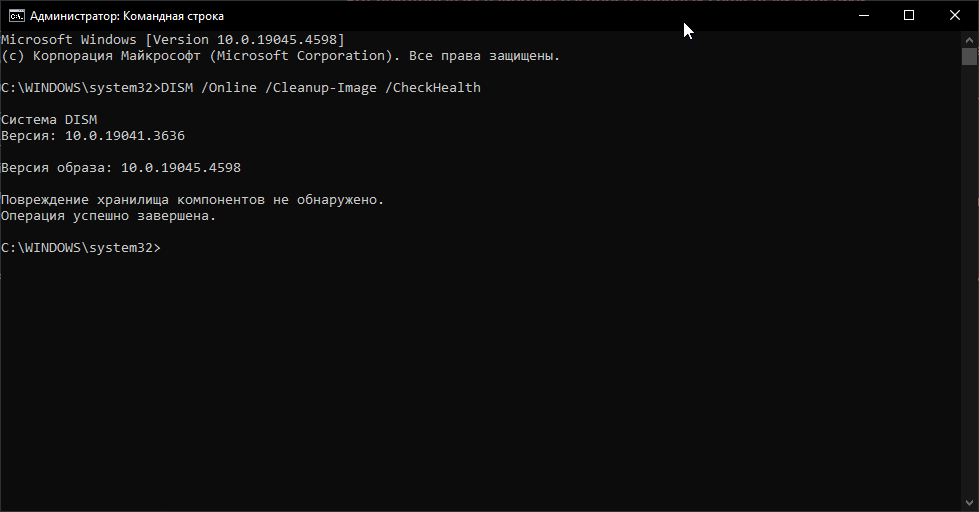 Администратор: Командная строка
Microsoft Windows [Version 10.0.19045.4598]
(c) Корпорация Майкрософт (Microsoft Corporation). Все права защищены.
C:\WINDOWS\system32>DISM /Online /Cleanup-Image /CheckHealth
Cистема DISM
Версия: 10.0.19041.3636
Версия образа: 10.0.19045.4598
Повреждение хранилища компонентов не обнаружено.
Операция успешно завершена.
C:\WINDOWS\system32>